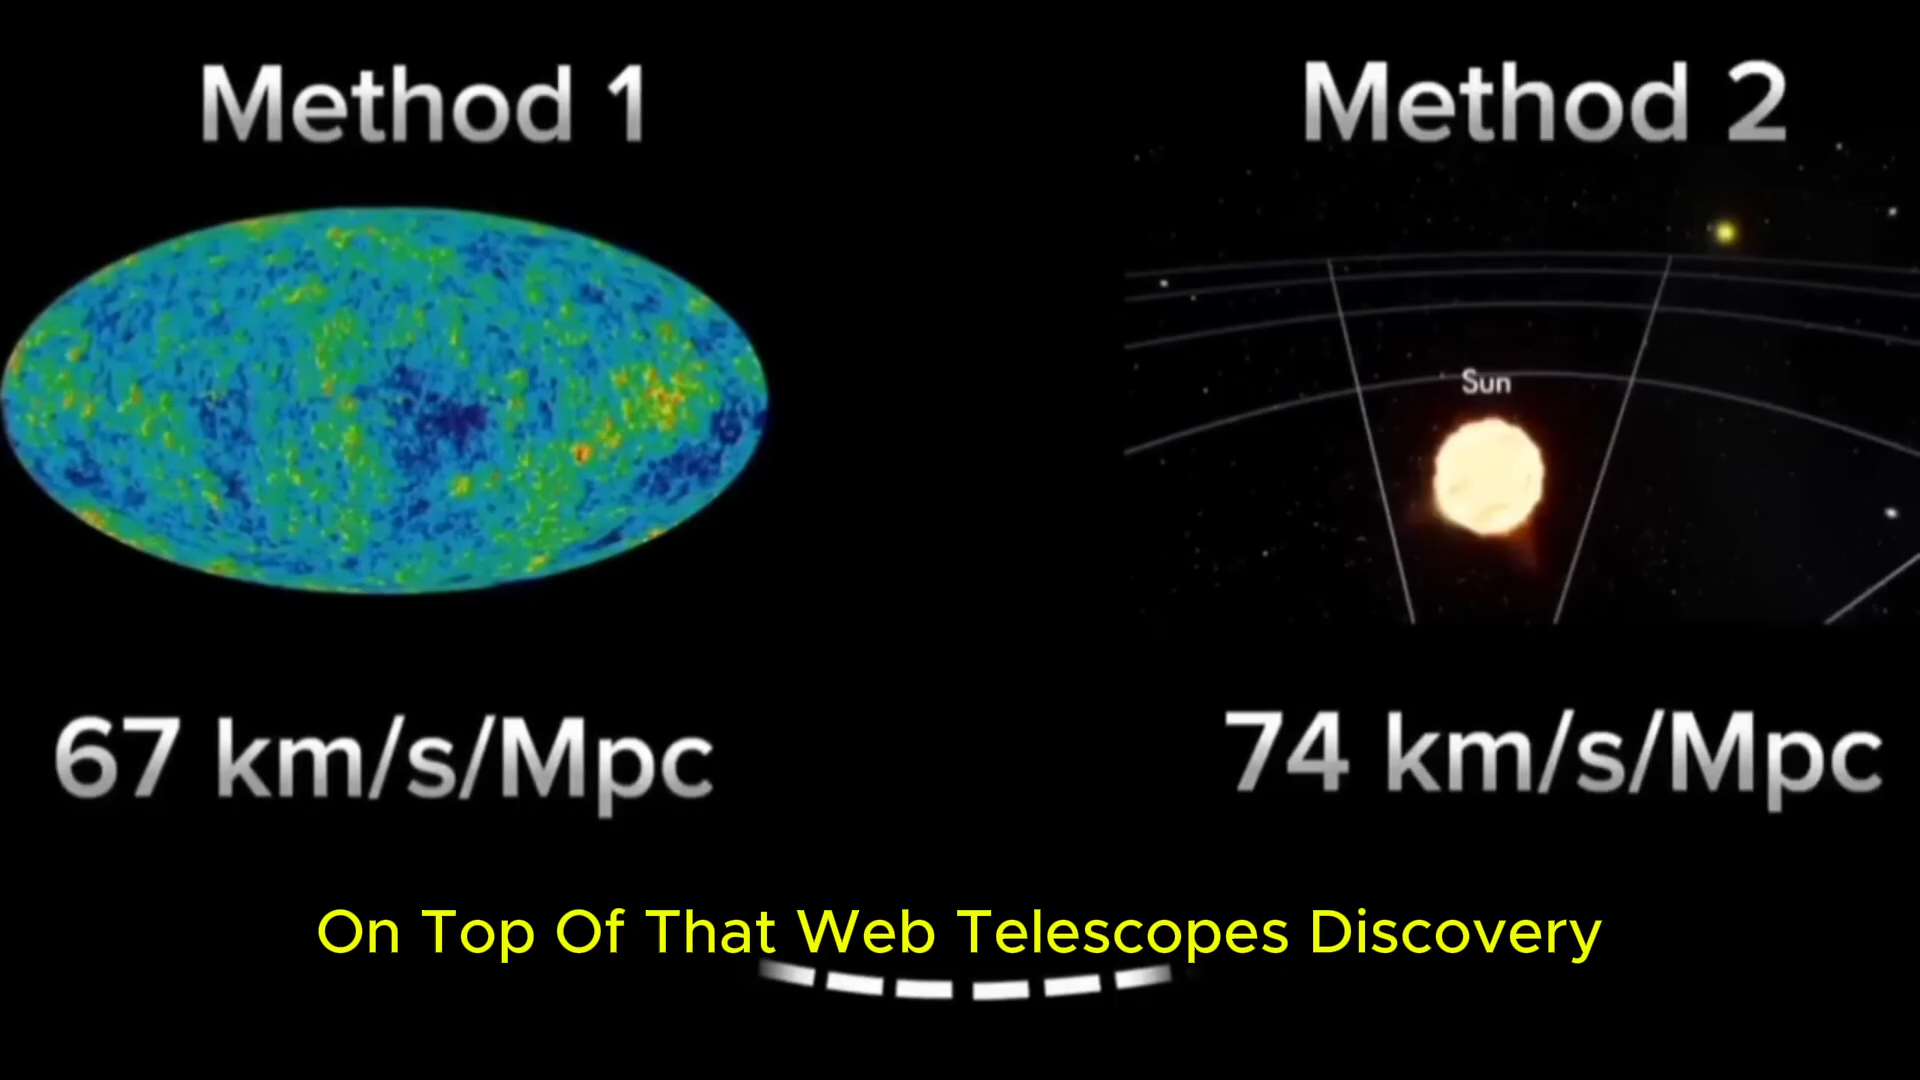 Method 1
Method 2
Sun
67 km/s/Mpc
74 km/s/Mpc
On Top Of That Web Telescopes Discovery